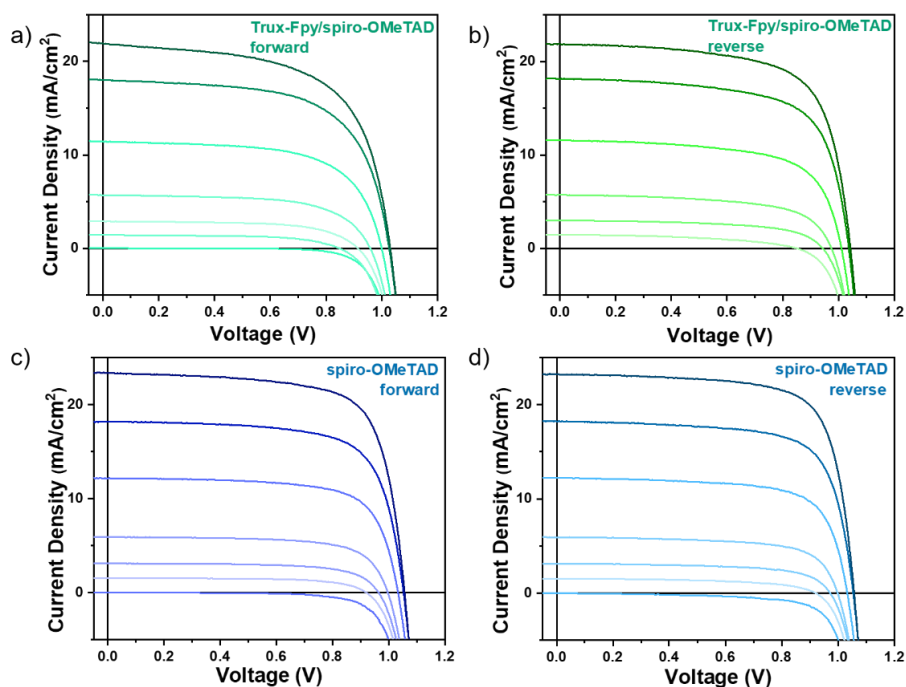 a)
Trux-Fpy/spiro-OMeTAD
forward
Current Density (mA/cm²)
20
10
0
0.0 0.2 0.4 0.6 0.8 1.0 1.2
Voltage (V)
b)
Trux-Fpy/spiro-OMeTAD
reverse
Current Density (mA/cm²)
20
10
0
0.0 0.2 0.4 0.6 0.8 1.0 1.2
Voltage (V)
c)
spiro-OMeTAD
forward
Current Density (mA/cm²)
20
10
0
0.0 0.2 0.4 0.6 0.8 1.0 1.2
Voltage (V)
d)
spiro-OMeTAD
reverse
Current Density (mA/cm²)
20
10
0
0.0 0.2 0.4 0.6 0.8 1.0 1.2
Voltage (V)